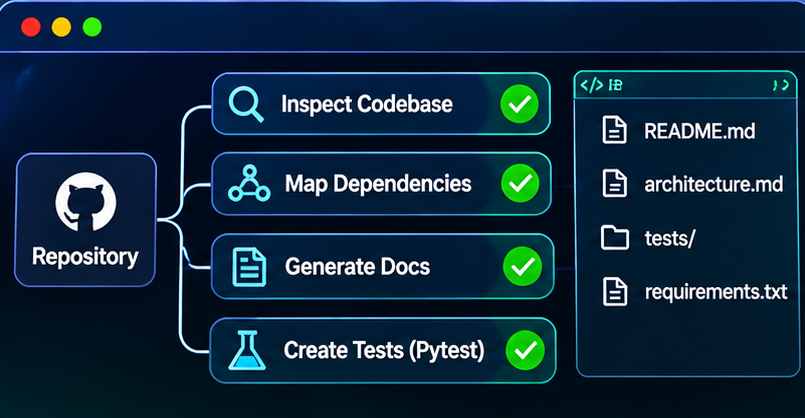 Repository
Inspect Codebase
Map Dependencies
Generate Docs
Create Tests (Pytest)
</>
README.md
architecture.md
tests/
requirements.txt